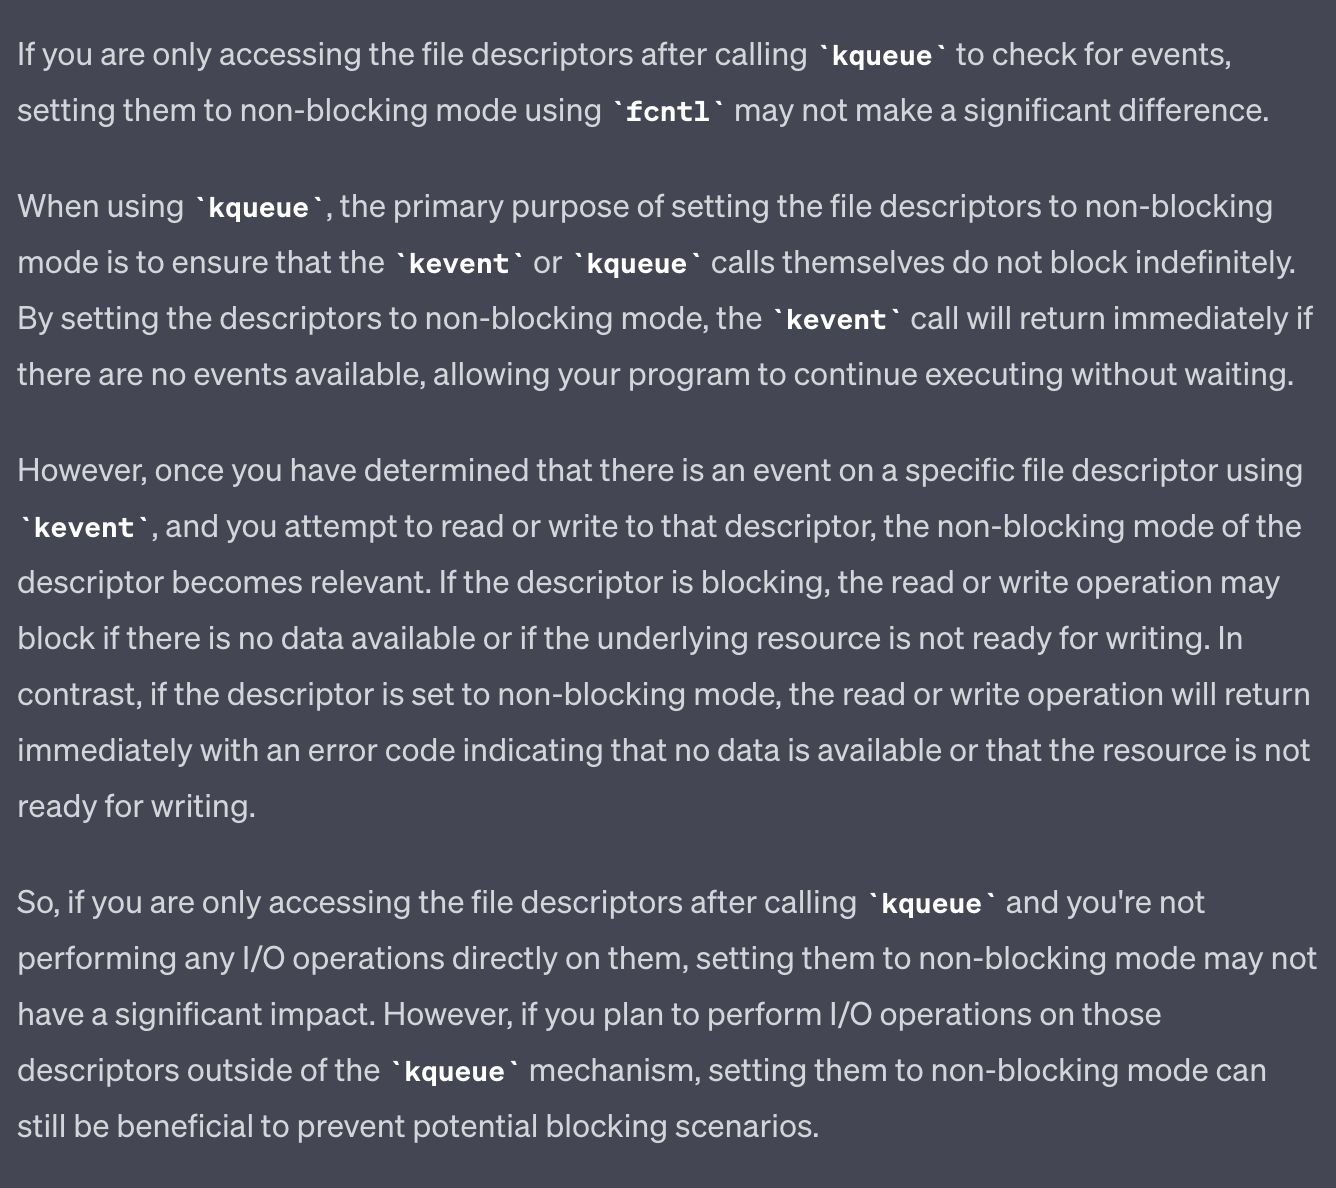 If you are only accessing the file descriptors after calling `kqueue` to check for events,
setting them to non-blocking mode using `fcntl` may not make a significant difference.
When using `kqueue`, the primary purpose of setting the file descriptors to non-blocking
mode is to ensure that the `kevent` or `kqueue` calls themselves do not block indefinitely.
By setting the descriptors to non-blocking mode, the `kevent` call will return immediately if
there are no events available, allowing your program to continue executing without waiting.
However, once you have determined that there is an event on a specific file descriptor using
`kevent`, and you attempt to read or write to that descriptor, the non-blocking mode of the
descriptor becomes relevant. If the descriptor is blocking, the read or write operation may
block if there is no data available or if the underlying resource is not ready for writing. In
contrast, if the descriptor is set to non-blocking mode, the read or write operation will return
immediately with an error code indicating that no data is available or that the resource is not
ready for writing.
So, if you are only accessing the file descriptors after calling `kqueue` and you're not
performing any I/O operations directly on them, setting them to non-blocking mode may not
have a significant impact. However, if you plan to perform I/O operations on those
descriptors outside of the `kqueue` mechanism, setting them to non-blocking mode can
still be beneficial to prevent potential blocking scenarios.